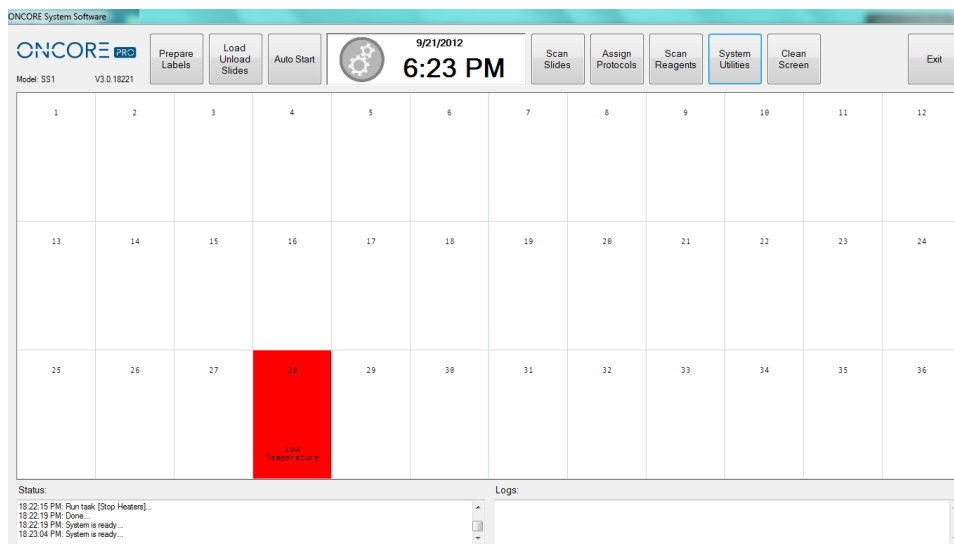 ONCORE System Software
ONCORE PRO
Model: SS1 V3.0.18221
Prepare
Labels
Load
Unload
Slides
Auto Start
9/21/2012
6:23 PM
Scan
Slides
Assign
Protocols
Scan
Reagents
System
Utilities
Clean
Screen
Exit
1 2 3 4 5 6 7 8 9 10 11 12
13 14 15 16 17 18 19 20 21 22 23 24
25 26 27 28 29 30 31 32 33 34 35 36
Low
Temperature
Status:
18:22:15 PM: Run task [Stop Heaters]...
18:22:19 PM: Done...
18:22:19 PM: System is ready...
18:23:04 PM: System is ready...
Logs: